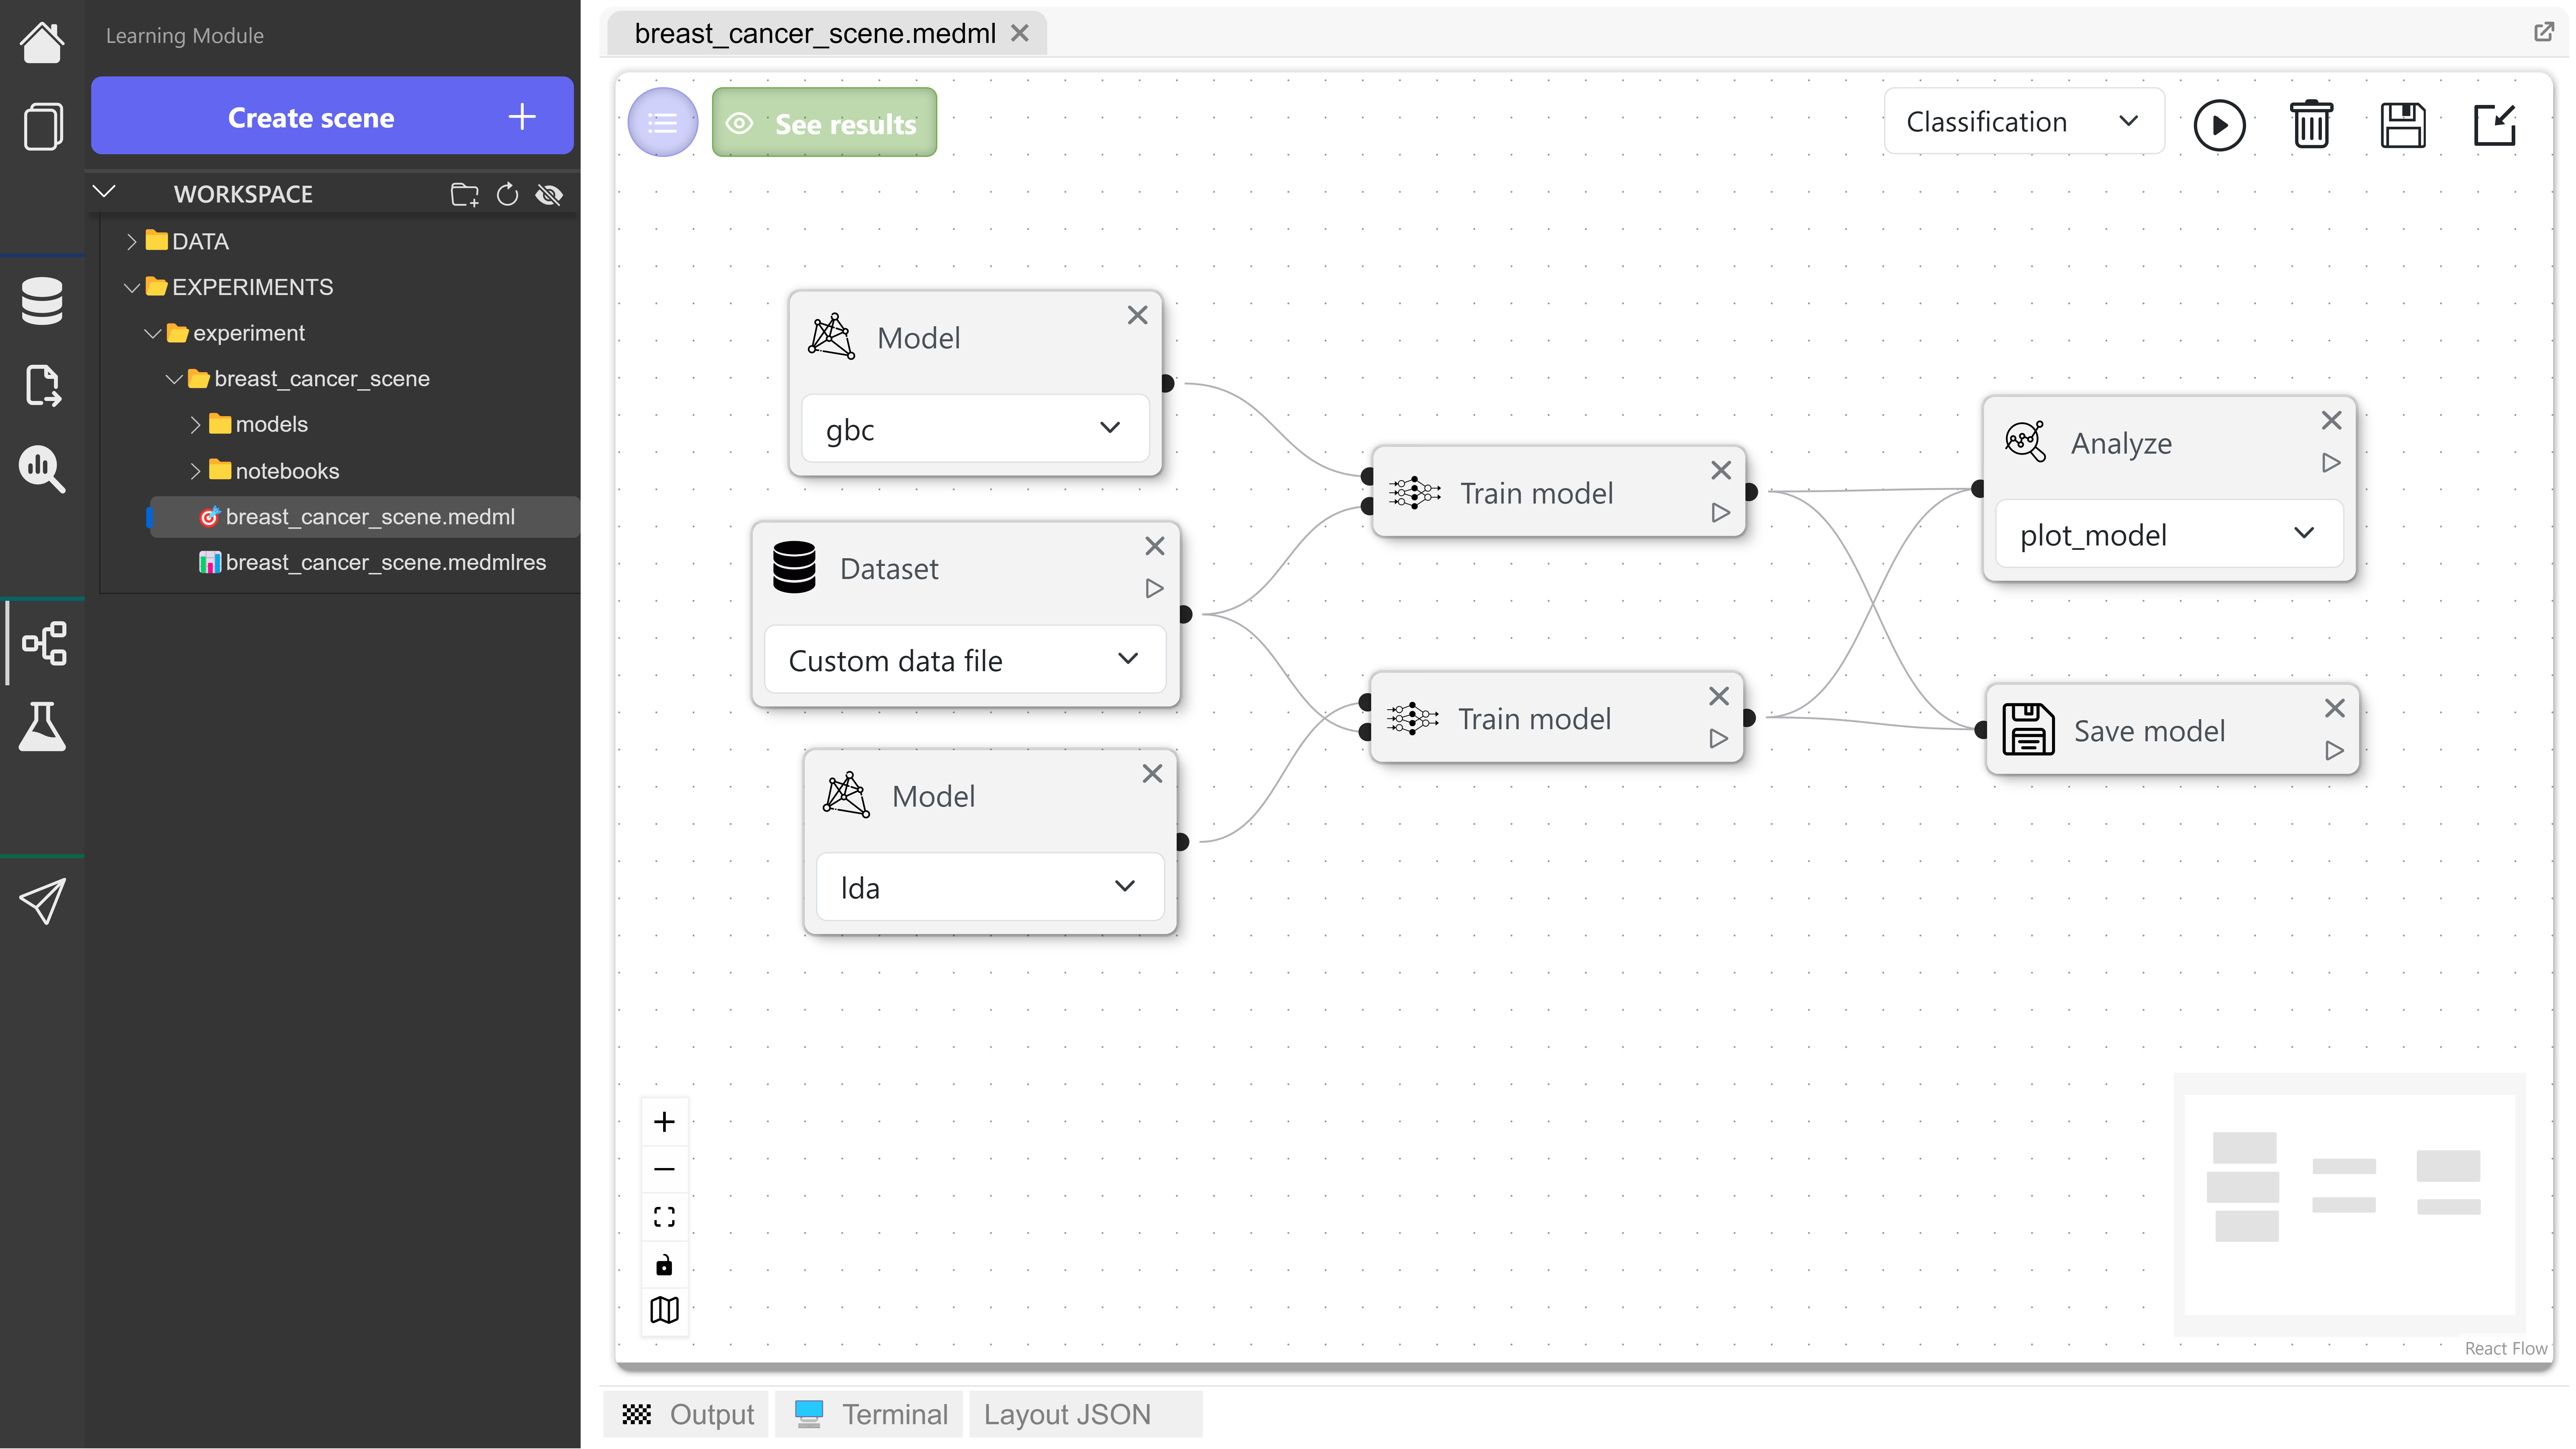 Learning Module
Create scene
WORKSPACE
DATA
EXPERIMENTS
experiment
breast_cancer_scene
models
notebooks
breast_cancer_scene.medml
breast_cancer_scene.medmlres
breast_cancer_scene.medml
See results
Classification
Model
gbc
Dataset
Custom data file
Model
lda
Train model
Train model
Analyze
plot_model
Save model
React Flow
Output
Terminal
Layout JSON